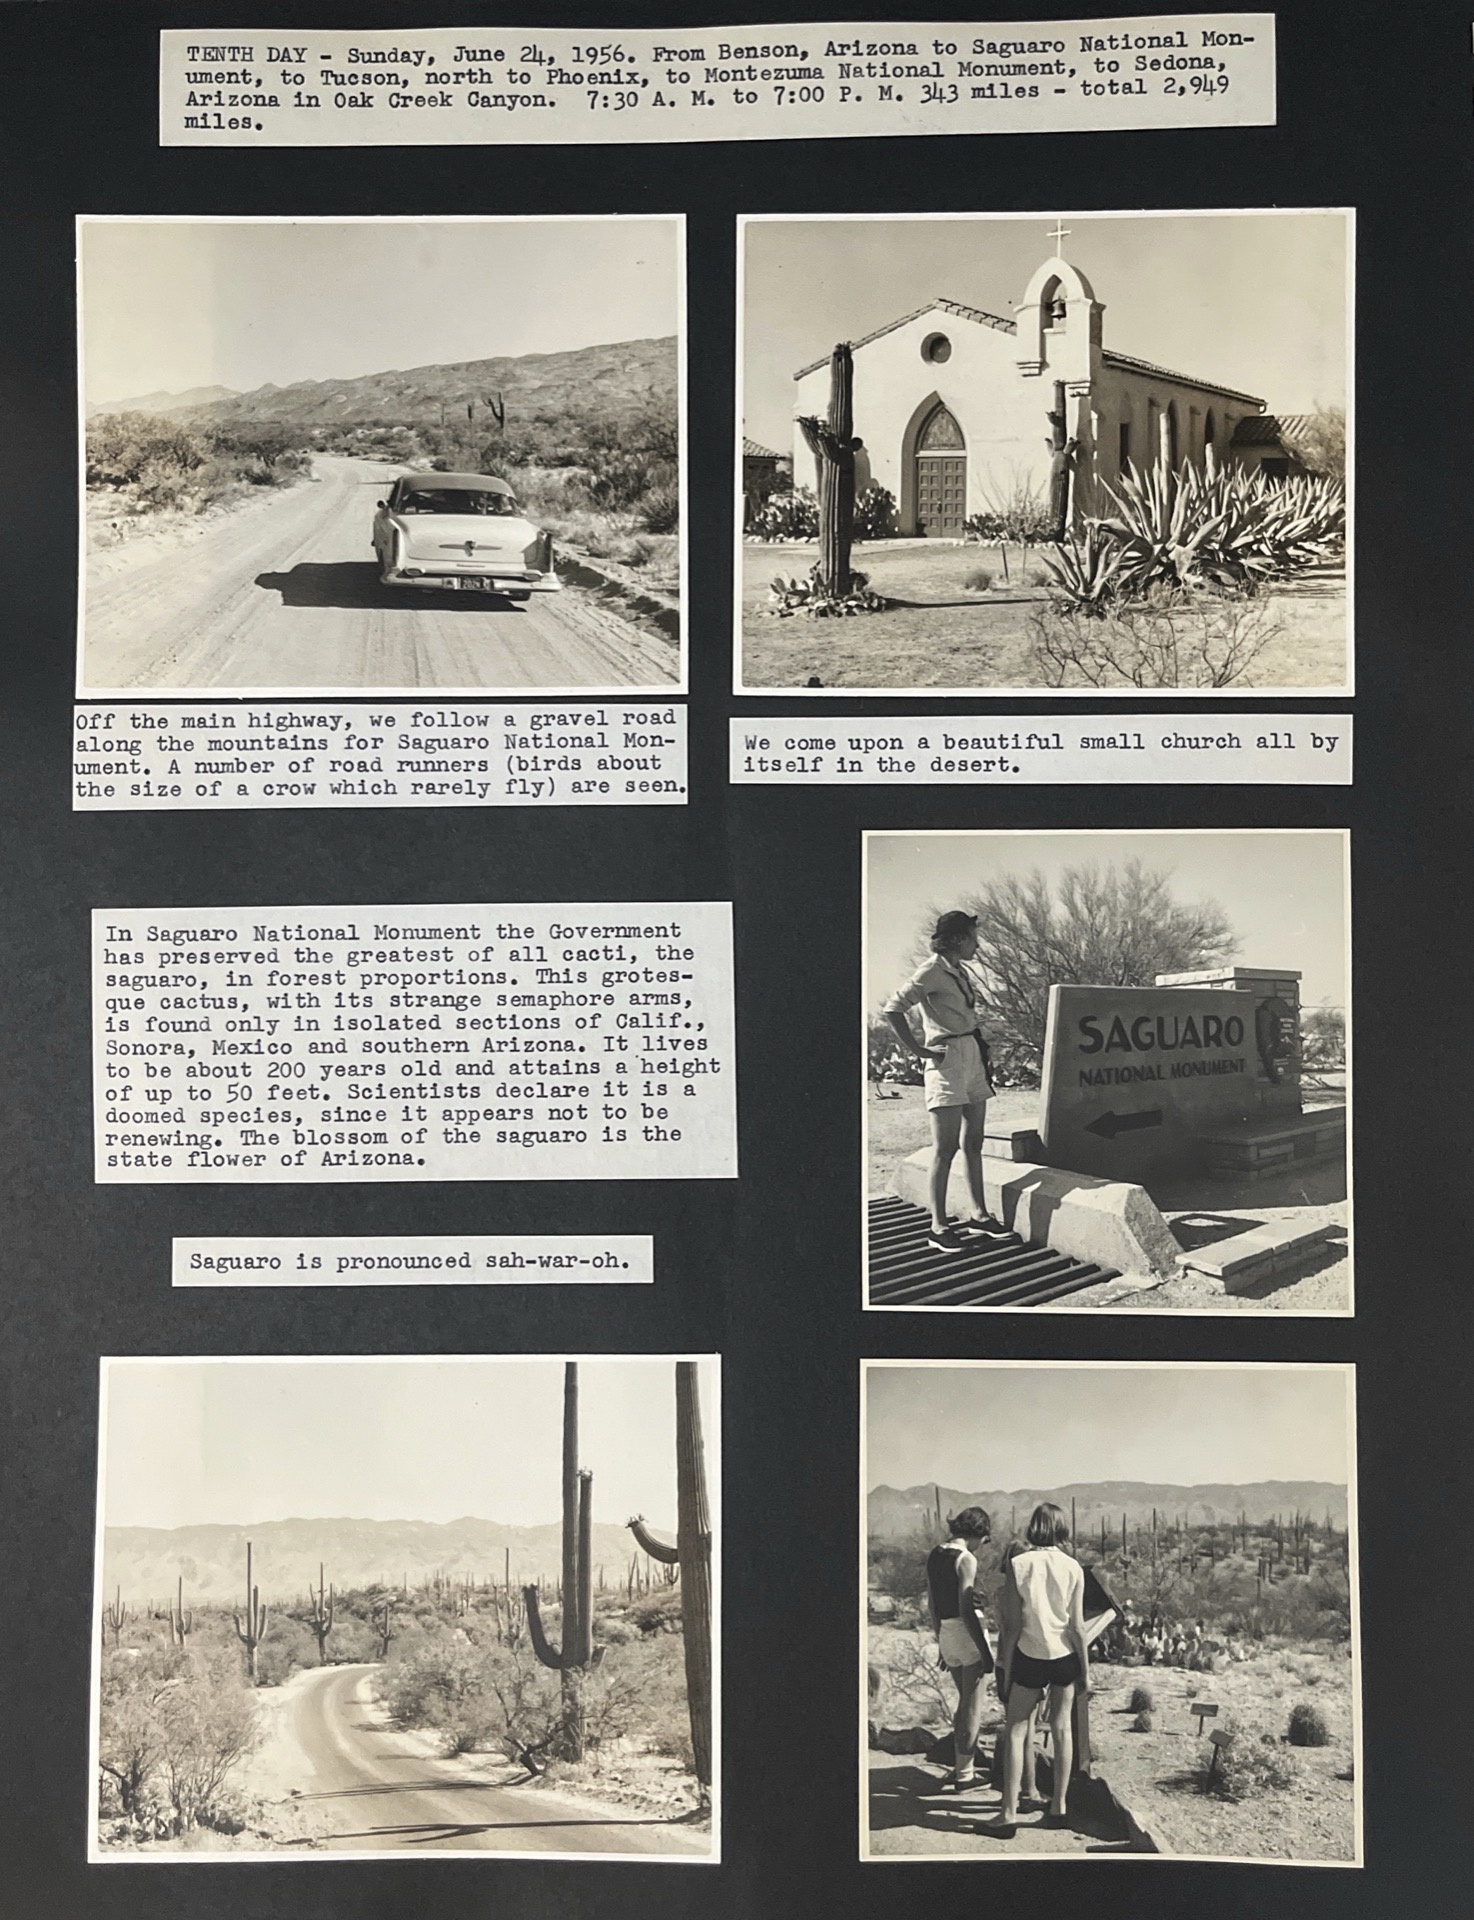 TENTH DAY - Sunday, June 24, 1956. From Benson, Arizona to Saguaro National Mon-
ument, to Tucson, north to Phoenix, to Montezuma National Monument, to Sedona,
Arizona in Oak Creek Canyon. 7:30 A. M. to 7:00 P. M. 343 miles - total 2,949
miles.
Off the main highway, we follow a gravel road
along the mountains for Saguaro National Mon-
ument. A number of road runners (birds about
the size of a crow which rarely fly) are seen.
We come upon a beautiful small church all by
itself in the desert.
In Saguaro National Monument the Government
has preserved the greatest of all cacti, the
saguaro, in forest proportions. This grotes-
que cactus, with its strange semaphore arms,
is found only in isolated sections of Calif.,
Sonora, Mexico and southern Arizona. It lives
to be about 200 years old and attains a height
of up to 50 feet. Scientists declare it is a
doomed species, since it appears not to be
renewing. The blossom of the saguaro is the
state flower of Arizona.
SAGUARO
NATIONAL MONUMENT
Saguaro is pronounced sah-war-oh.